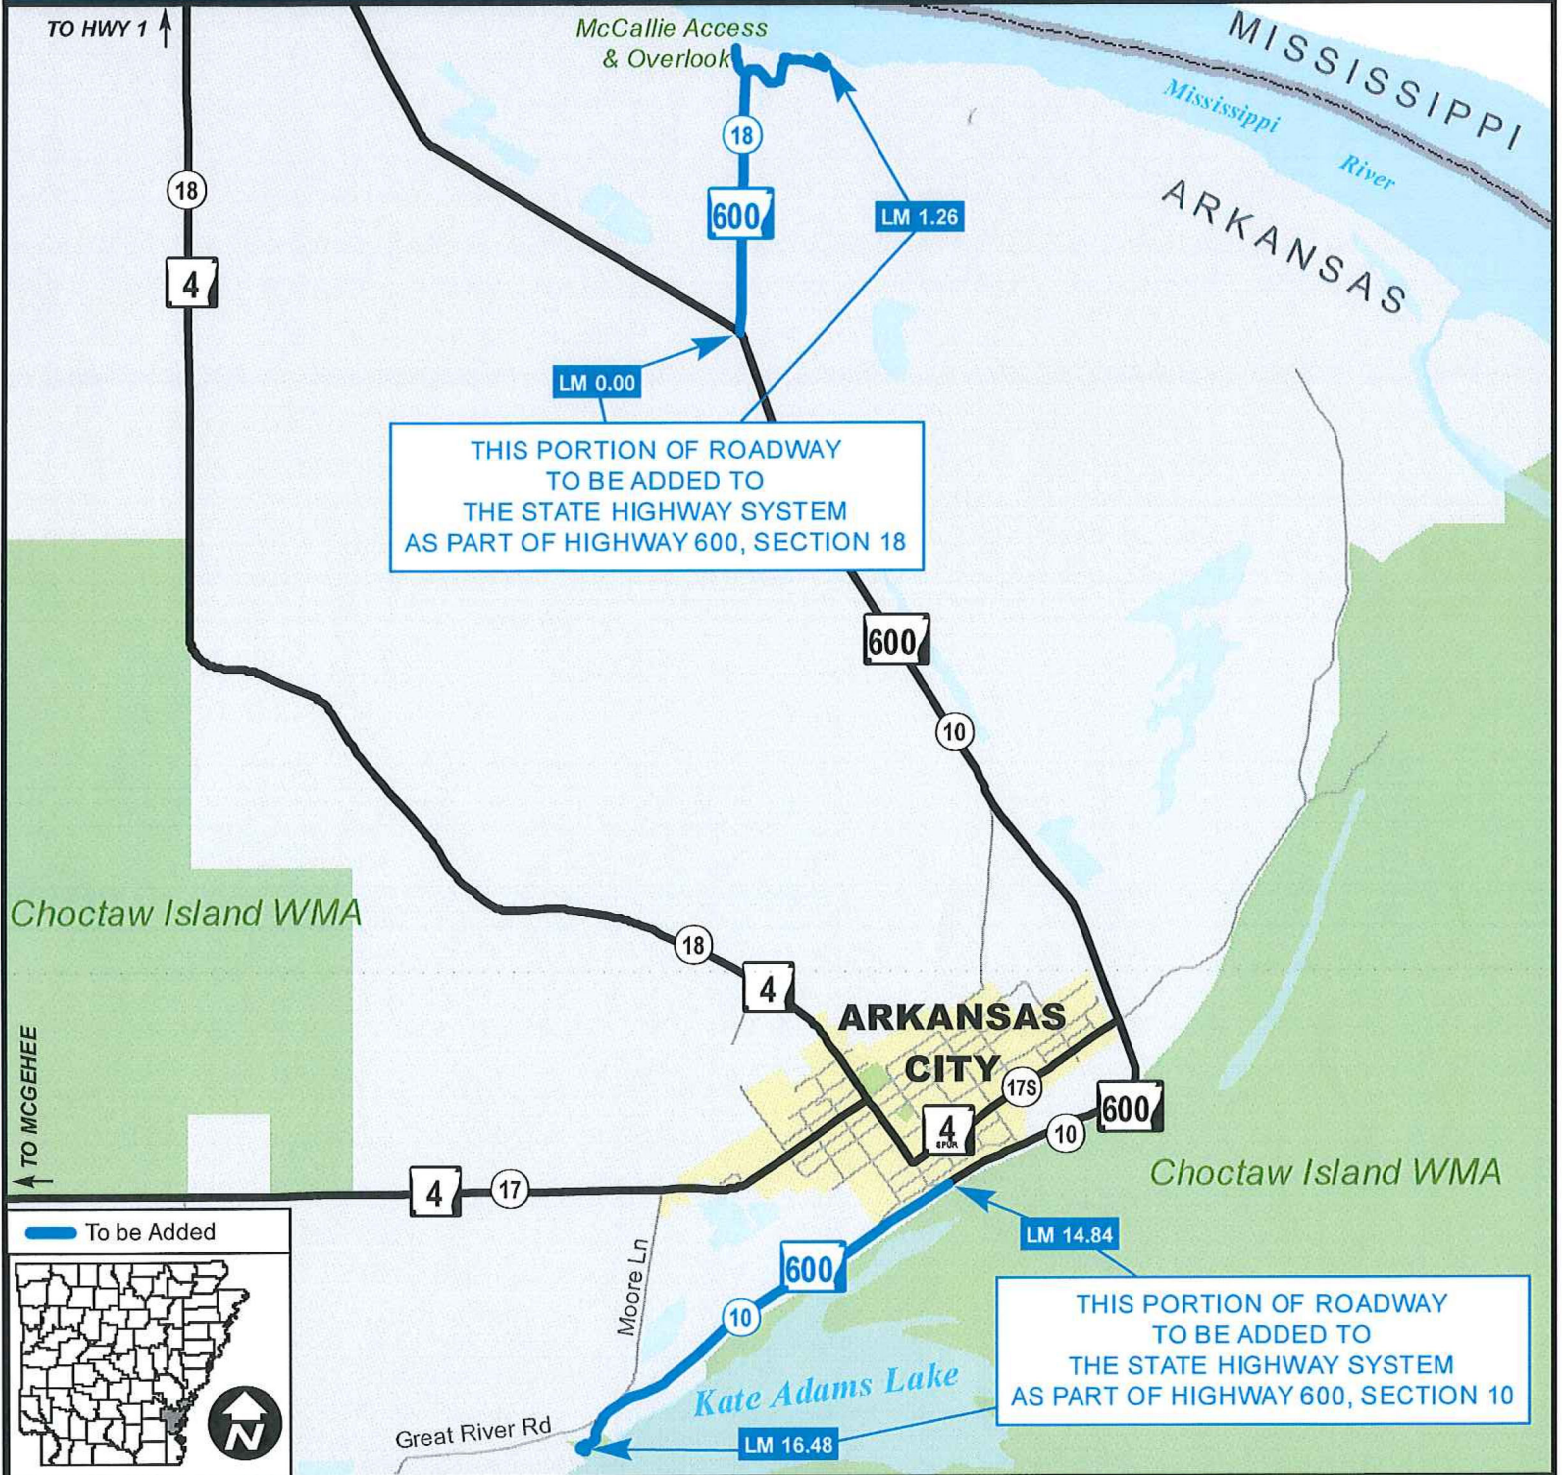 TO HWY 1
McCallie Access
& Overlook
MISSISSIPPI
Mississippi
River
ARKANSAS
18
18
600
LM 1.26
4
LM 0.00
THIS PORTION OF ROADWAY
TO BE ADDED TO
THE STATE HIGHWAY SYSTEM
AS PART OF HIGHWAY 600, SECTION 18
600
10
Choctaw Island WMA
18
4
ARKANSAS
CITY
17S
TO MCGEHEE
600
4
SPUR
10
Choctaw Island WMA
4
17
To be Added
LM 14.84
Moore Ln
600
10
THIS PORTION OF ROADWAY
TO BE ADDED TO
THE STATE HIGHWAY SYSTEM
AS PART OF HIGHWAY 600, SECTION 10
Kate Adams Lake
N
Great River Rd
LM 16.48